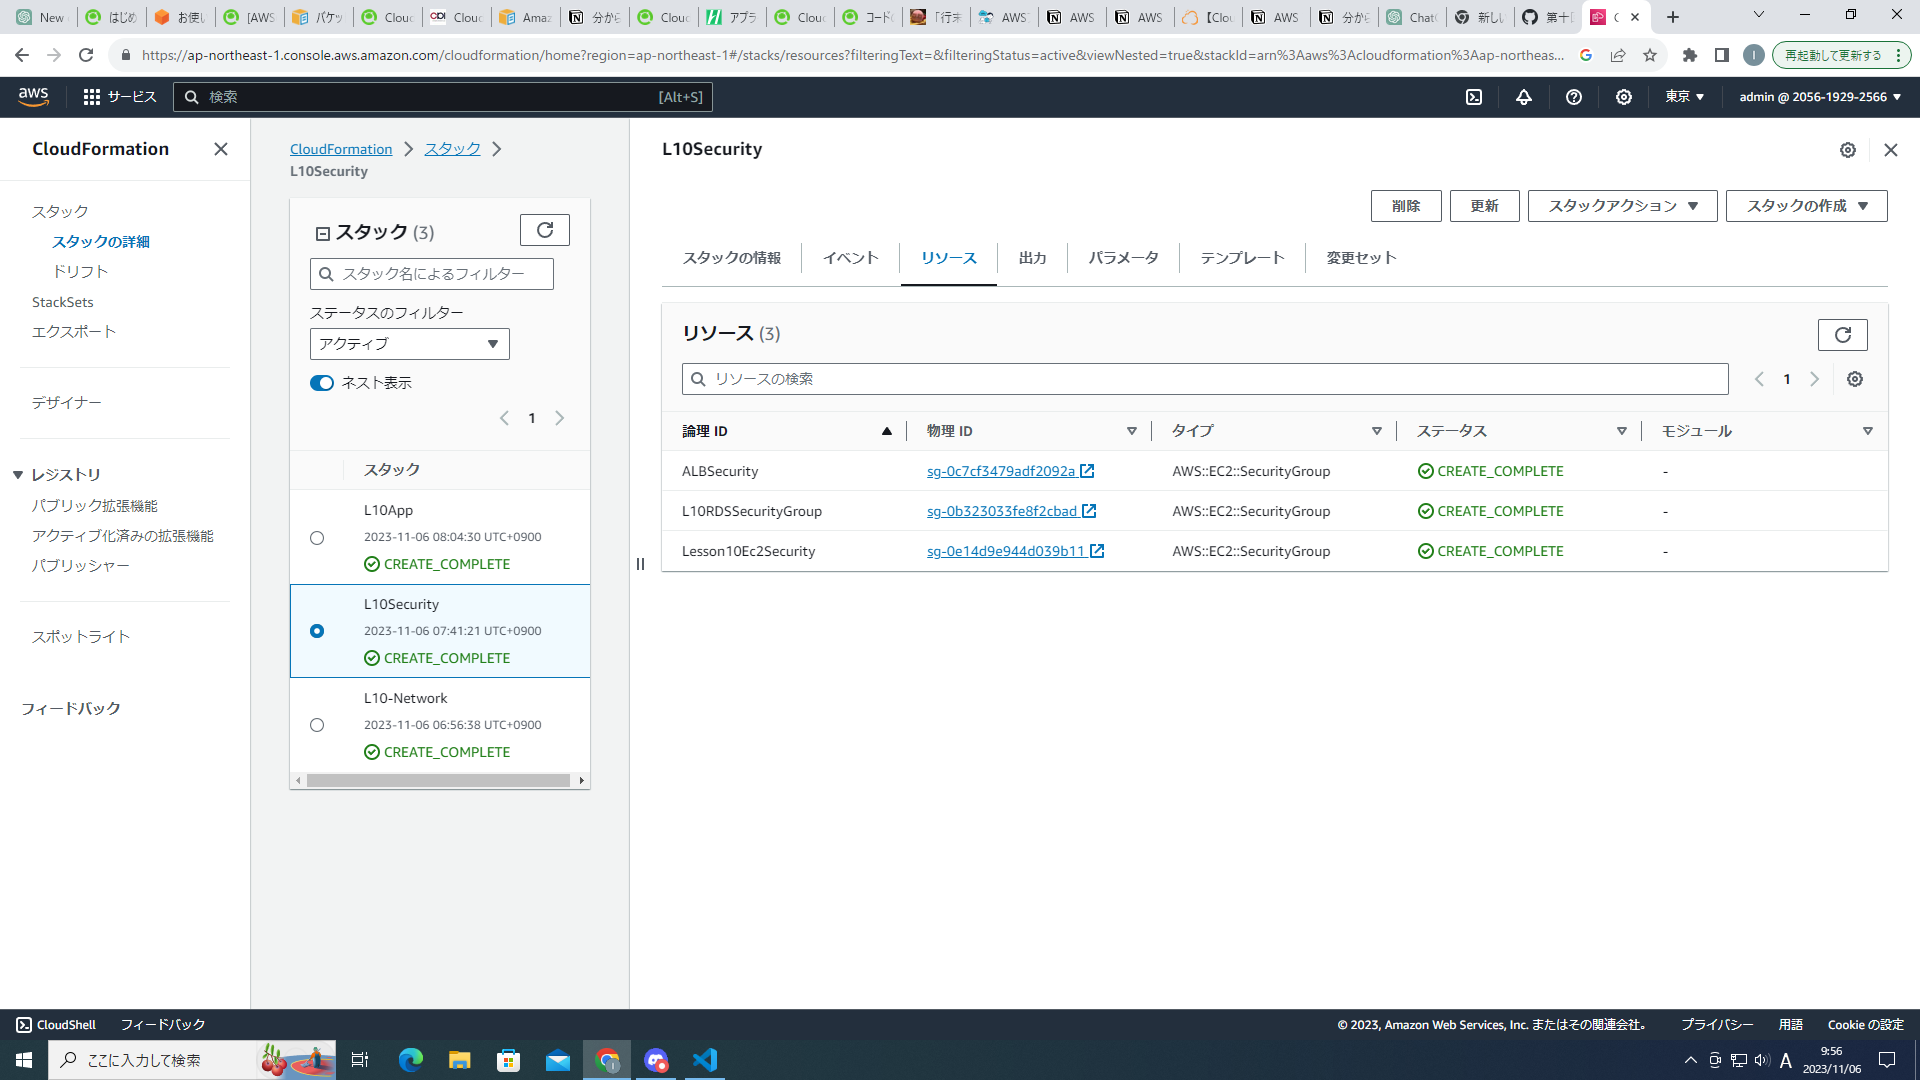 New
はじめ
お使い
[AWS
バケッ
Cloud
CDI Clou
Amaz
分から
Cloud
アプラ
Cloud
コード
「行末
AWS
AWS
AWS
【Clou
AWS
分から
Chat
新しい
第十
https://ap-northeast-1.console.aws.amazon.com/cloudformation/home?region=ap-northeast-1#/stacks/resources?filteringText=&filteringStatus=active&viewNested=true&stackId=arn%3Aaws%3Acloudformation%3Aap-northeas...
I
再起動して更新する
aws
サービス
検索
[Alt+S]
東京
admin @ 2056-1929-2566
CloudFormation
スタック
スタックの詳細
ドリフト
StackSets
エクスポート
デザイナー
レジストリ
パブリック拡張機能
アクティブ化済みの拡張機能
パブリッシャー
スポットライト
フィードバック
CloudFormation
スタック
L10Security
スタック (3)
スタック名によるフィルター
ステータスのフィルター
アクティブ
ネスト表示
1
スタック
L10App
2023-11-06 08:04:30 UTC+0900
CREATE_COMPLETE
L10Security
2023-11-06 07:41:21 UTC+0900
CREATE_COMPLETE
L10-Network
2023-11-06 06:56:38 UTC+0900
CREATE_COMPLETE
L10Security
削除
更新
スタックアクション
スタックの作成
スタックの情報
イベント
リソース
出力
パラメータ
テンプレート
変更セット
リソース (3)
リソースの検索
1
論理 ID 物理 ID タイプ ステータス モジュール
ALBSecurity sg-0c7cf3479adf2092a AWS::EC2::SecurityGroup CREATE_COMPLETE -
L10RDSSecurityGroup sg-0b323033fe8f2cbad AWS::EC2::SecurityGroup CREATE_COMPLETE -
Lesson10Ec2Security sg-0e14d9e944d039b11 AWS::EC2::SecurityGroup CREATE_COMPLETE -
CloudShell
フィードバック
© 2023, Amazon Web Services, Inc. またはその関連会社。
プライバシー
用語
Cookie の設定
ここに入力して検索
A
9:56
2023/11/06